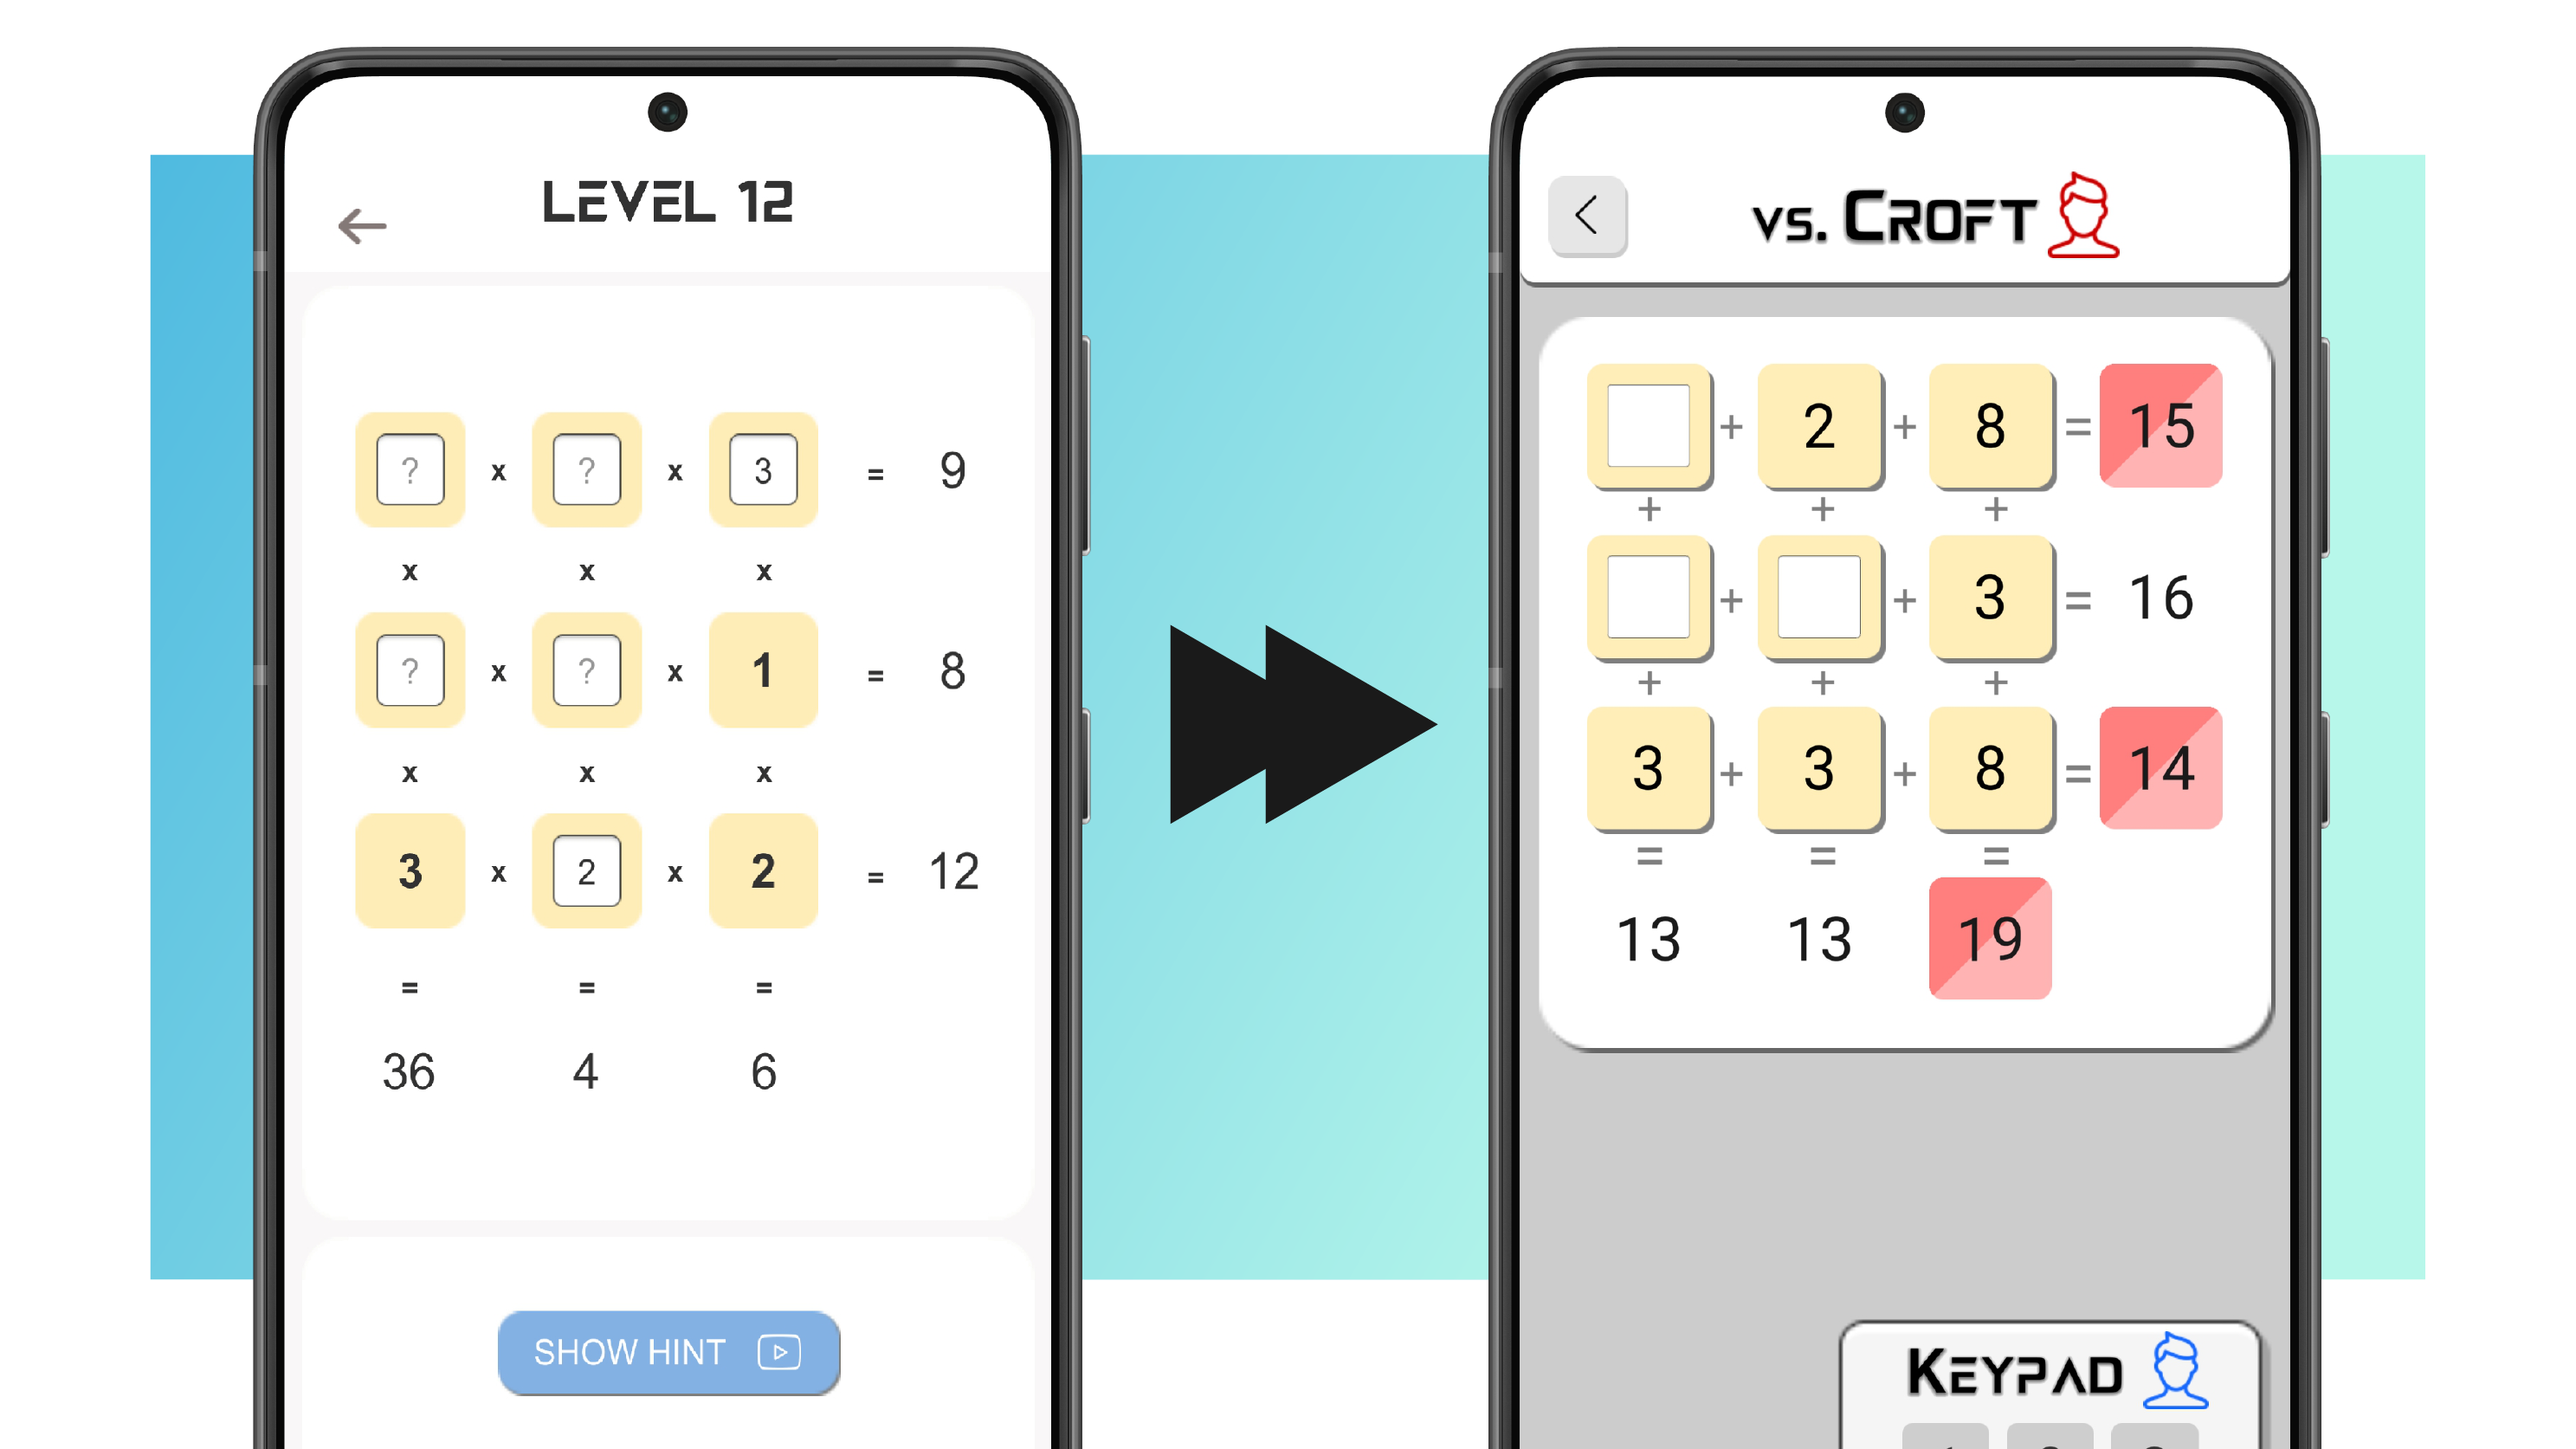 LEVEL 12
? x ? x 3 = 9
x x x
? x ? x 1 = 8
x x x
3 x 2 x 2 = 12
= = =
36 4 6
SHOW HINT
vs. CROFT
+ 2 + 8 = 15
+ + +
+ + 3 = 16
+ + +
3 + 3 + 8 = 14
= = =
13 13 19
KEYPAD